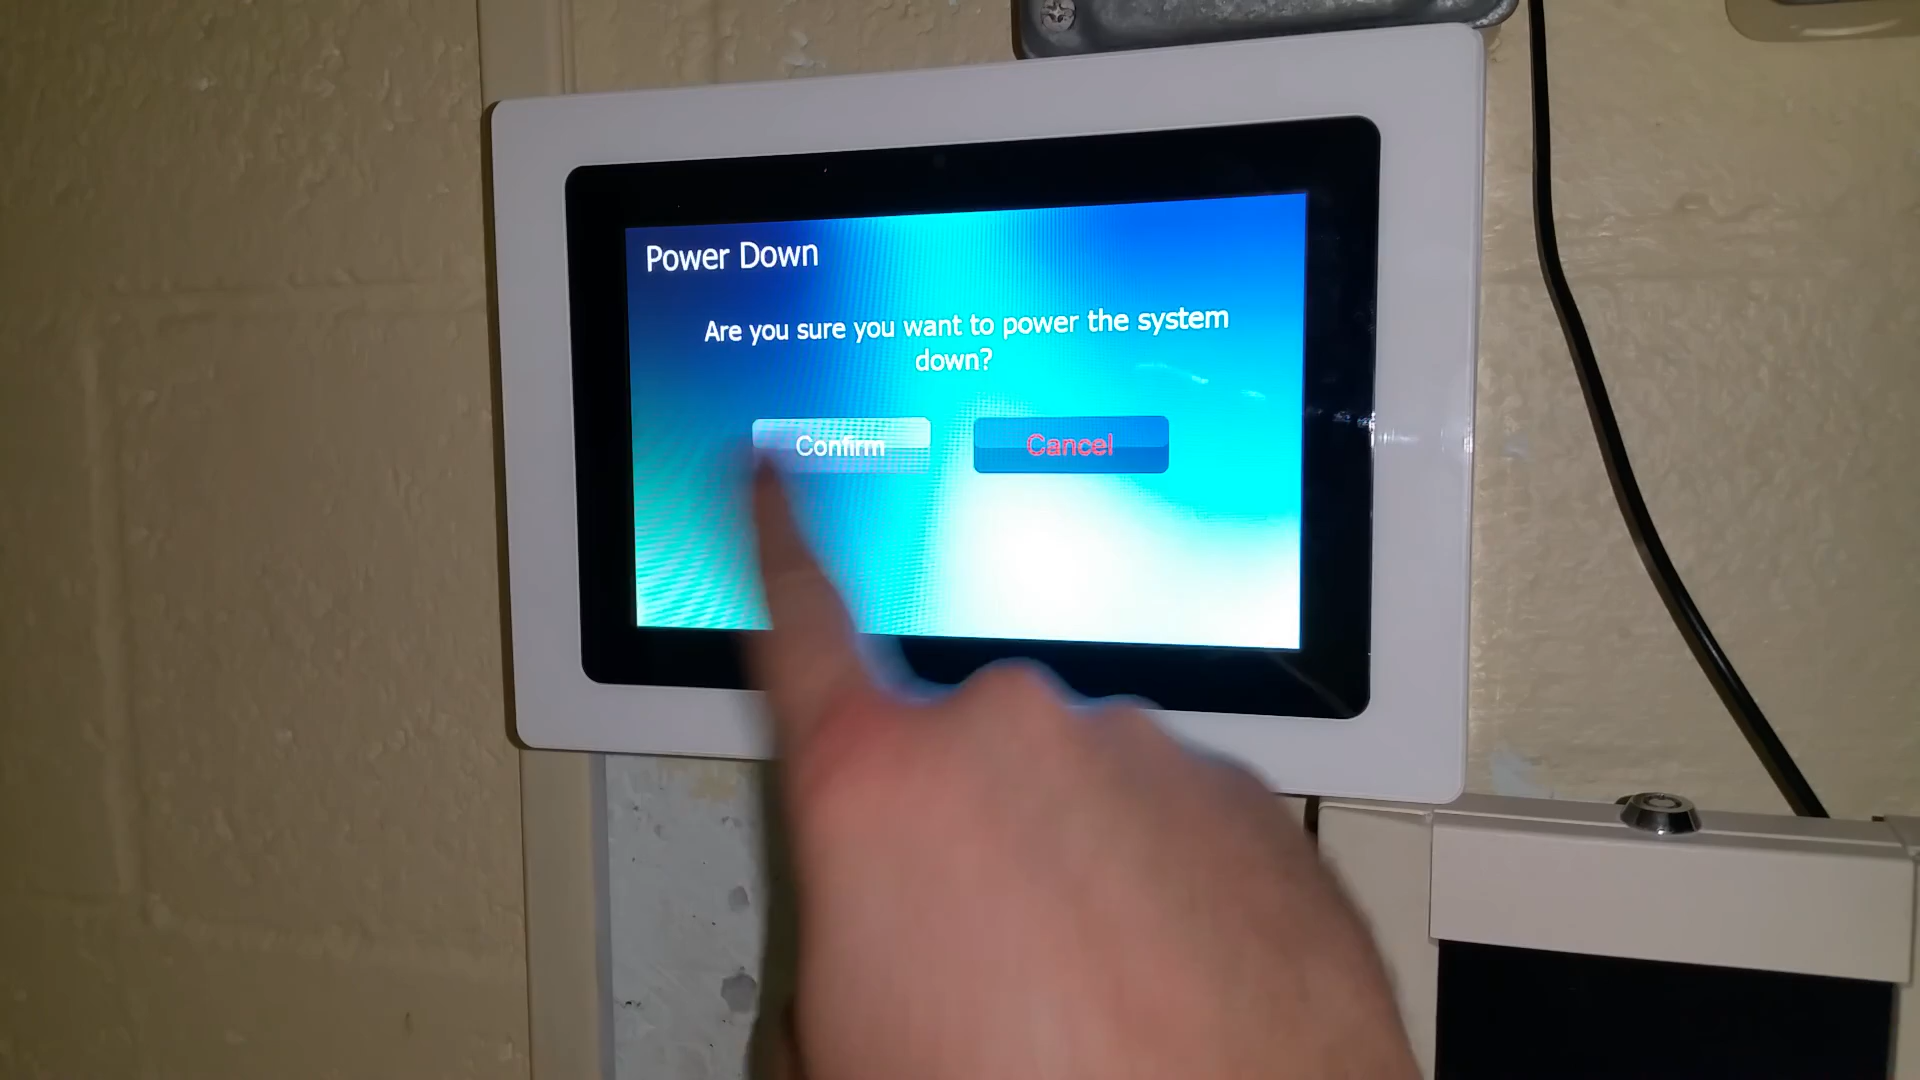 Power Down
Are you sure you want to power the system
down?
Confirm
Cancel